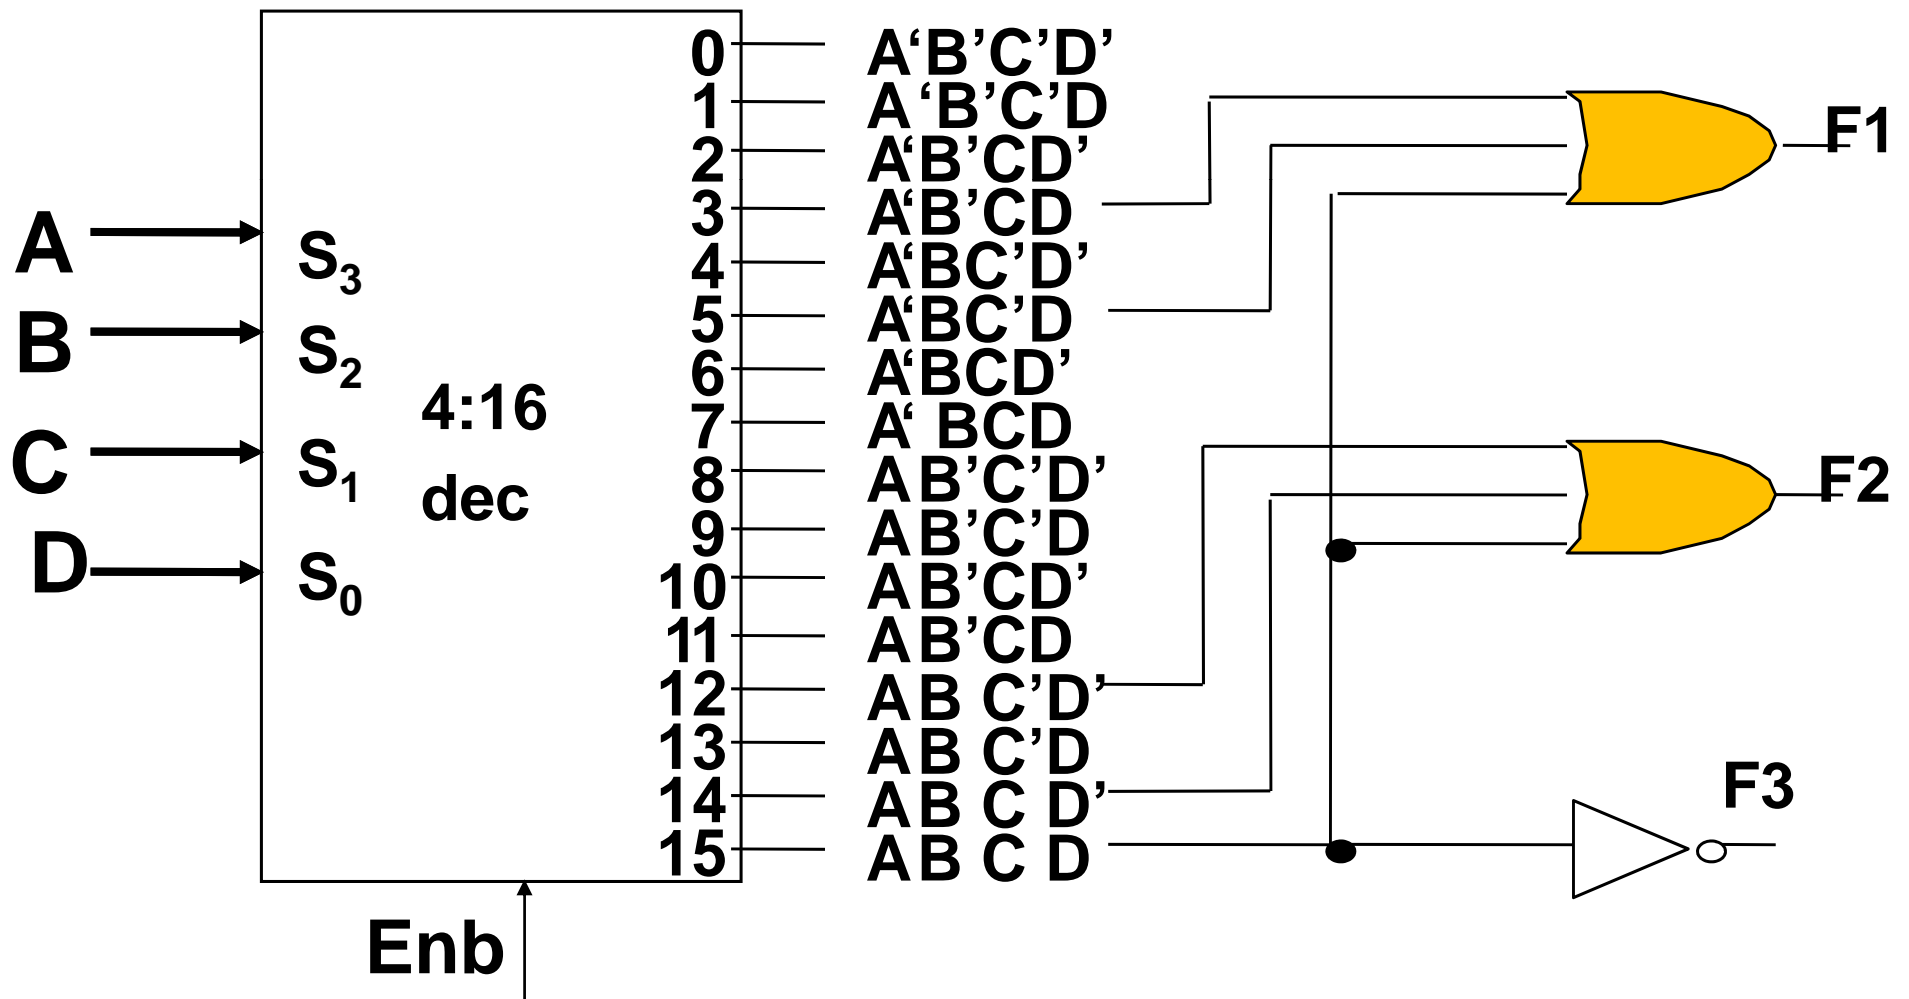 0 A‘B’C’D’
1 A ‘B’C’D
2 A‘B’CD’
3 A‘B’CD
4 A‘BC’D’
5 A‘BC’D
6 A‘BCD’
7 A‘ BCD
8 AB’C’D’
9 AB’C’D
10 AB’CD’
11 AB’CD
12 AB C’D’
13 AB C’D
14 AB C D’
15 AB C D
A
B
C
D
S3
S2
S1
S0
4:16
dec
Enb
F1
F2
F3